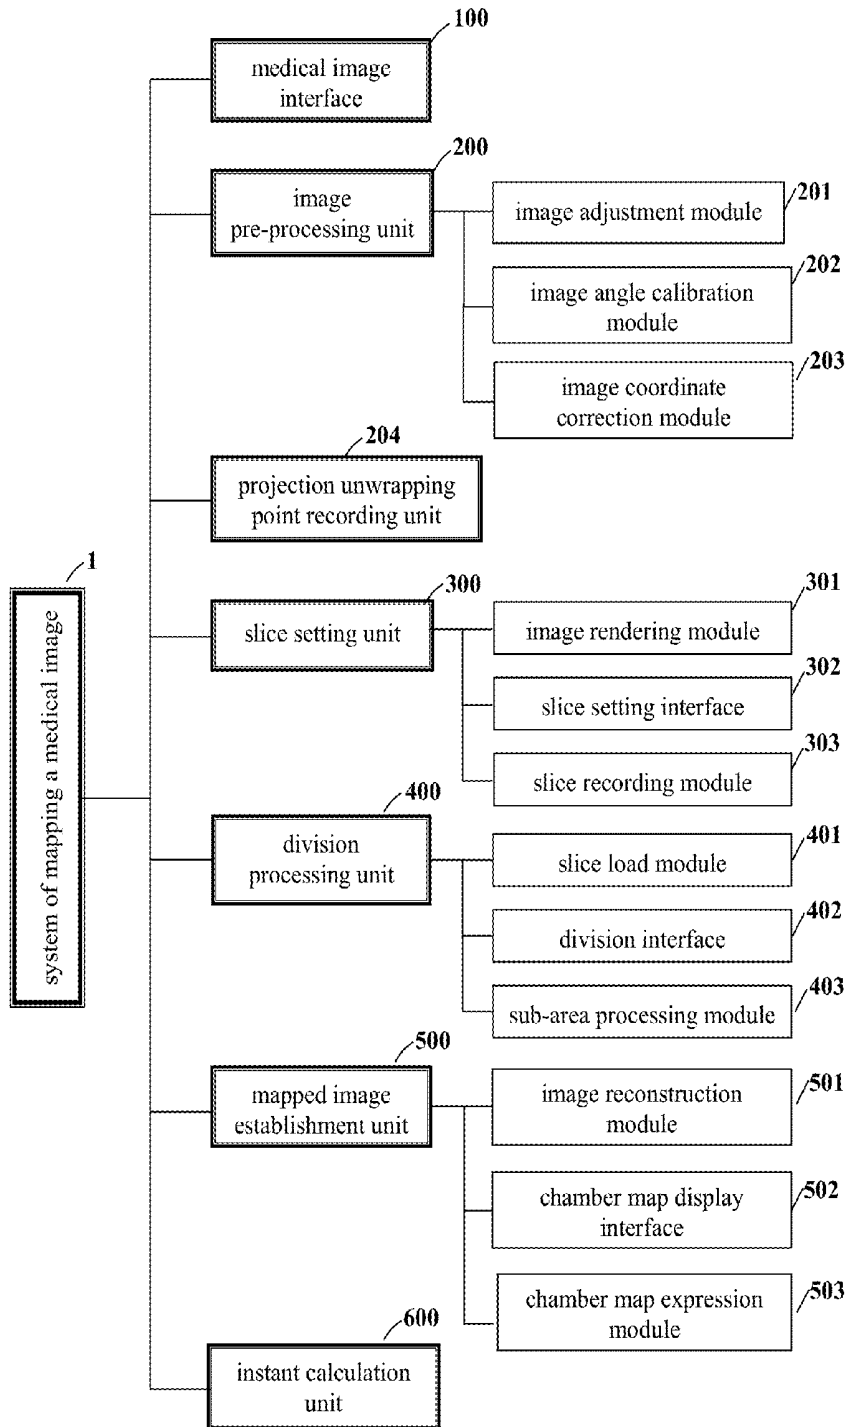 100
medical image
interface
200
image
pre-processing unit
201
image adjustment module
202
image angle calibration
module
203
image coordinate
correction module
204
projection unwrapping
point recording unit
1
system of mapping a medical image
300
slice setting unit
301
image rendering module
302
slice setting interface
303
slice recording module
400
division
processing unit
401
slice load module
402
division interface
403
sub-area processing module
500
mapped image
establishment unit
501
image reconstruction
module
502
chamber map display
interface
503
chamber map expression
module
600
instant calculation
unit